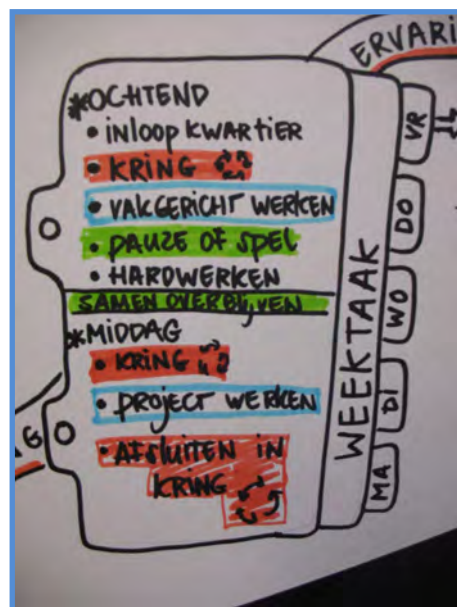 ERVARI
*OCHTEND
• INLOOP KWARTIER
• KRING
• VAKGERICHT WERKEN
• PAUZE OF SPEL
• HARDWERKEN
SAMEN OVERBLIJVEN
*MIDDAG
• KRING
• PROJECT WERKEN
• AFSLUITEN IN
KRING
WEEKTAAK
VR
DO
WO
DI
MA